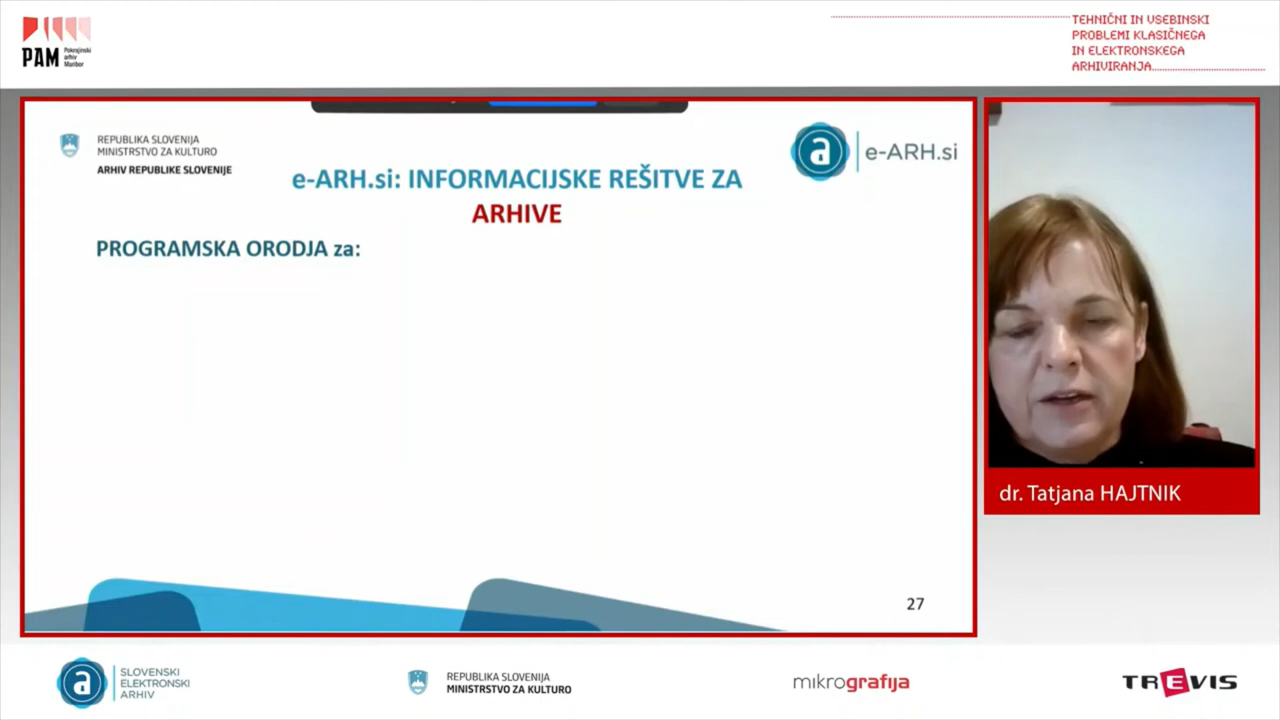 PAM Pokrajinski
arhiv
Maribor
TEHNIČNI IN VSEBINSKI
PROBLEMI KLASIČNEGA
IN ELEKTRONSKEGA
ARHIVIRANJA
REPUBLIKA SLOVENIJA
MINISTRSTVO ZA KULTURO
ARHIV REPUBLIKE SLOVENIJE
a e-ARH.si
e-ARH.si: INFORMACIJSKE REŠITVE ZA
ARHIVE
PROGRAMSKA ORODJA za:
27
dr. Tatjana HAJTNIK
a SLOVENSKI
ELEKTRONSKI
ARHIV
REPUBLIKA SLOVENIJA
MINISTRSTVO ZA KULTURO
mikrografija
TREVIS